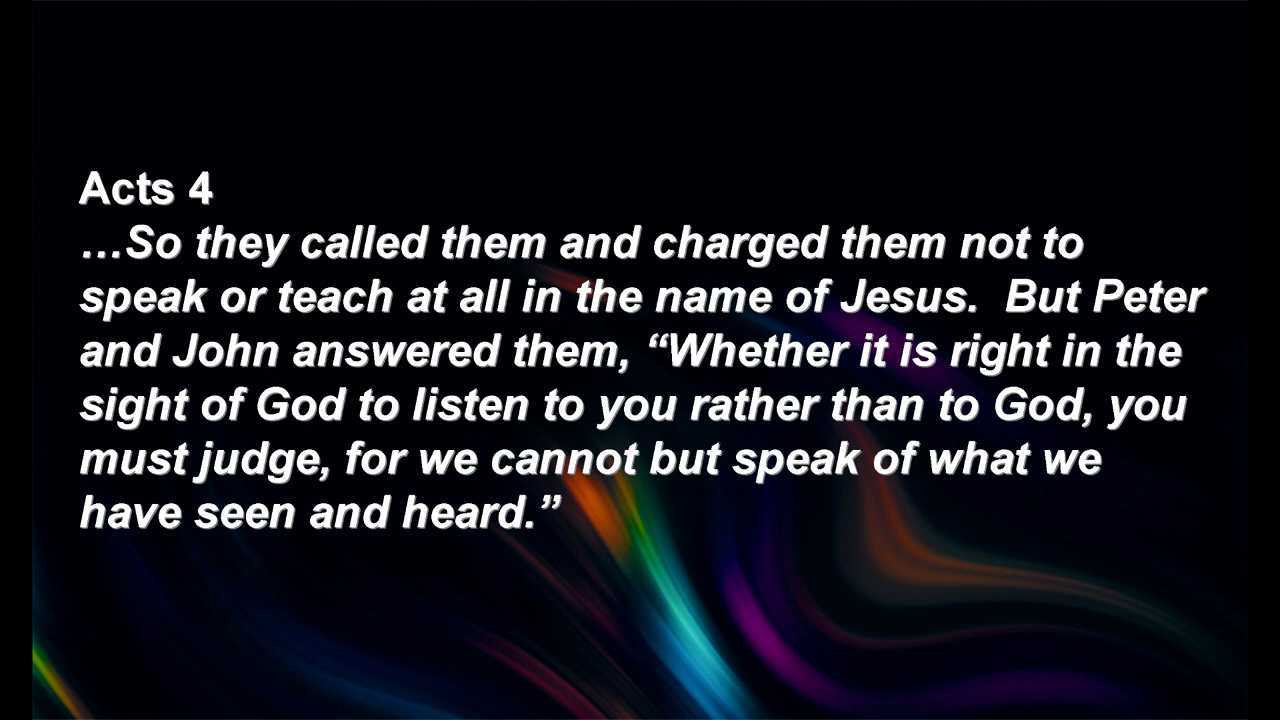 Acts 4
…So they called them and charged them not to
speak or teach at all in the name of Jesus.  But Peter
and John answered them, “Whether it is right in the
sight of God to listen to you rather than to God, you
must judge, for we cannot but speak of what we
have seen and heard.”